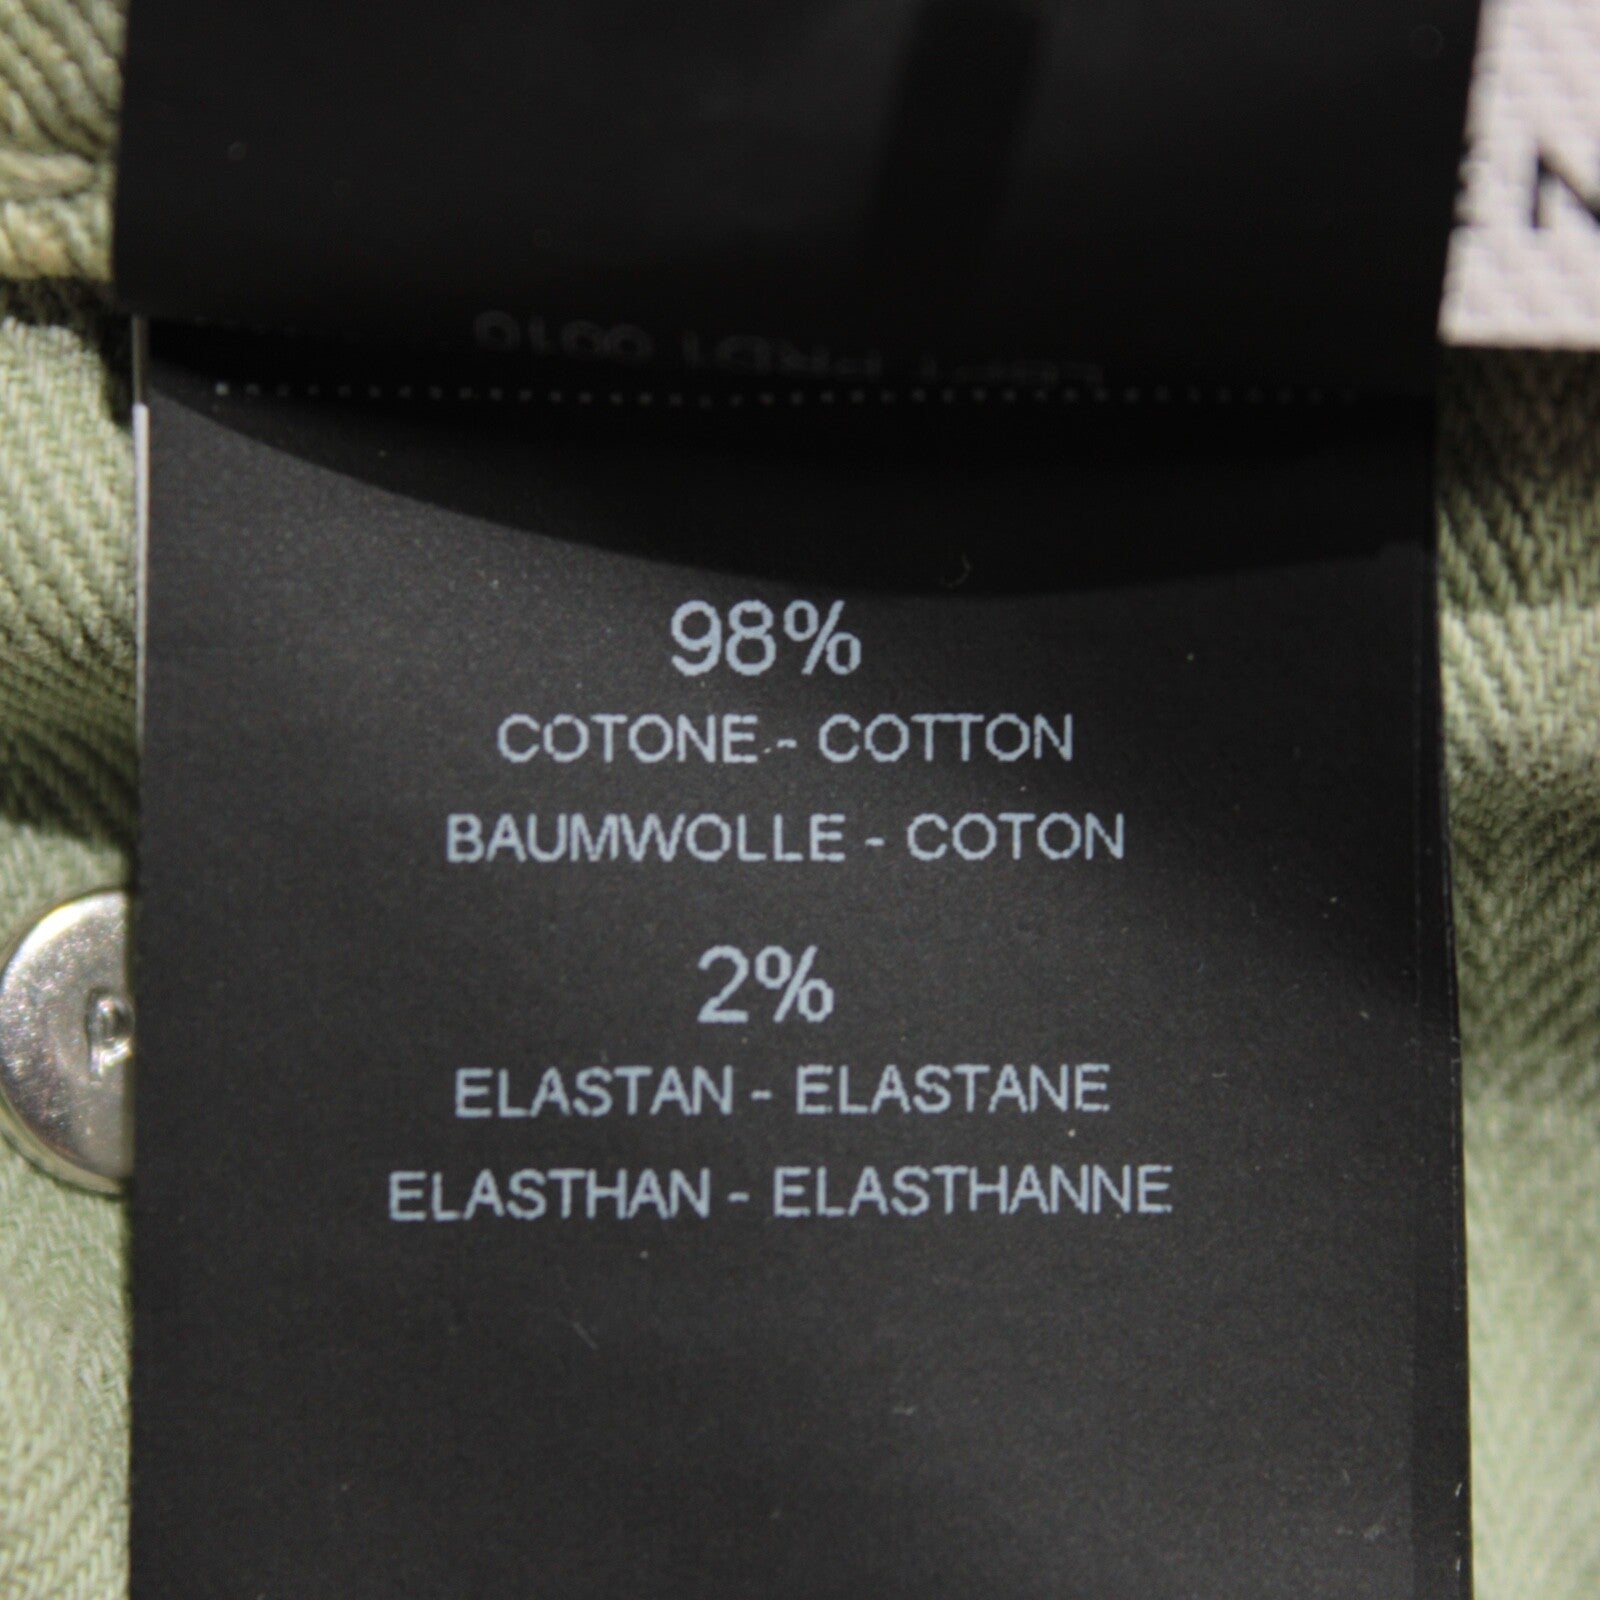 98%
COTONE - COTTON
BAUMWOLLE - COTON
2%
ELASTAN - ELASTANE
ELASTHAN - ELASTHANNE